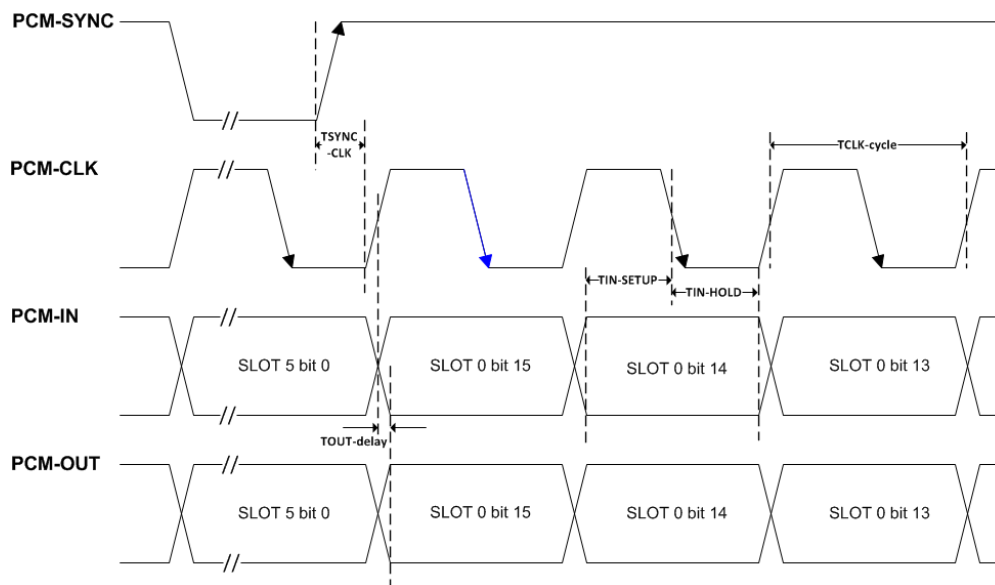 PCM-SYNC
TSYNC
-CLK
TCLK-cycle
PCM-CLK
TIN-SETUP
TIN-HOLD
PCM-IN
SLOT 5 bit 0
SLOT 0 bit 15
SLOT 0 bit 14
SLOT 0 bit 13
TOUT-delay
PCM-OUT
SLOT 5 bit 0
SLOT 0 bit 15
SLOT 0 bit 14
SLOT 0 bit 13